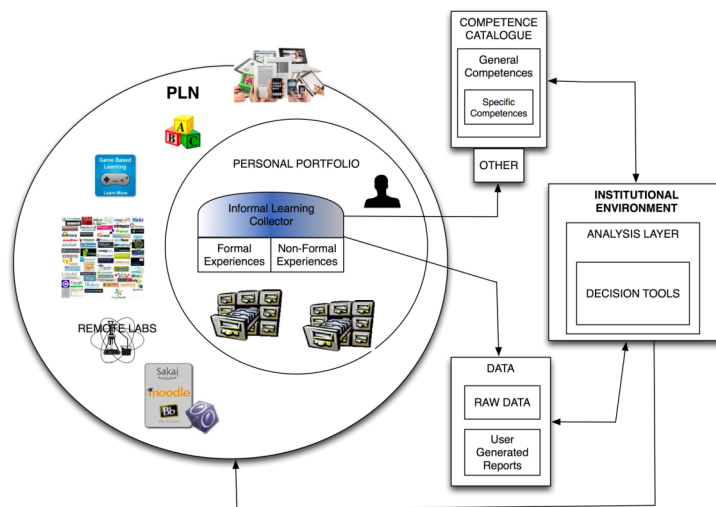 PLN
A
B
C
Game Based
Learning
Learn More
PERSONAL PORTFOLIO
Informal Learning
Collector
Formal
Experiences
Non-Formal
Experiences
vimeo
flickr
REMOTE LABS
Sakai
moodle
Bb
COMPETENCE
CATALOGUE
General
Competences
Specific
Competences
OTHER
INSTITUTIONAL
ENVIRONMENT
ANALYSIS LAYER
DECISION TOOLS
DATA
RAW DATA
User
Generated
Reports